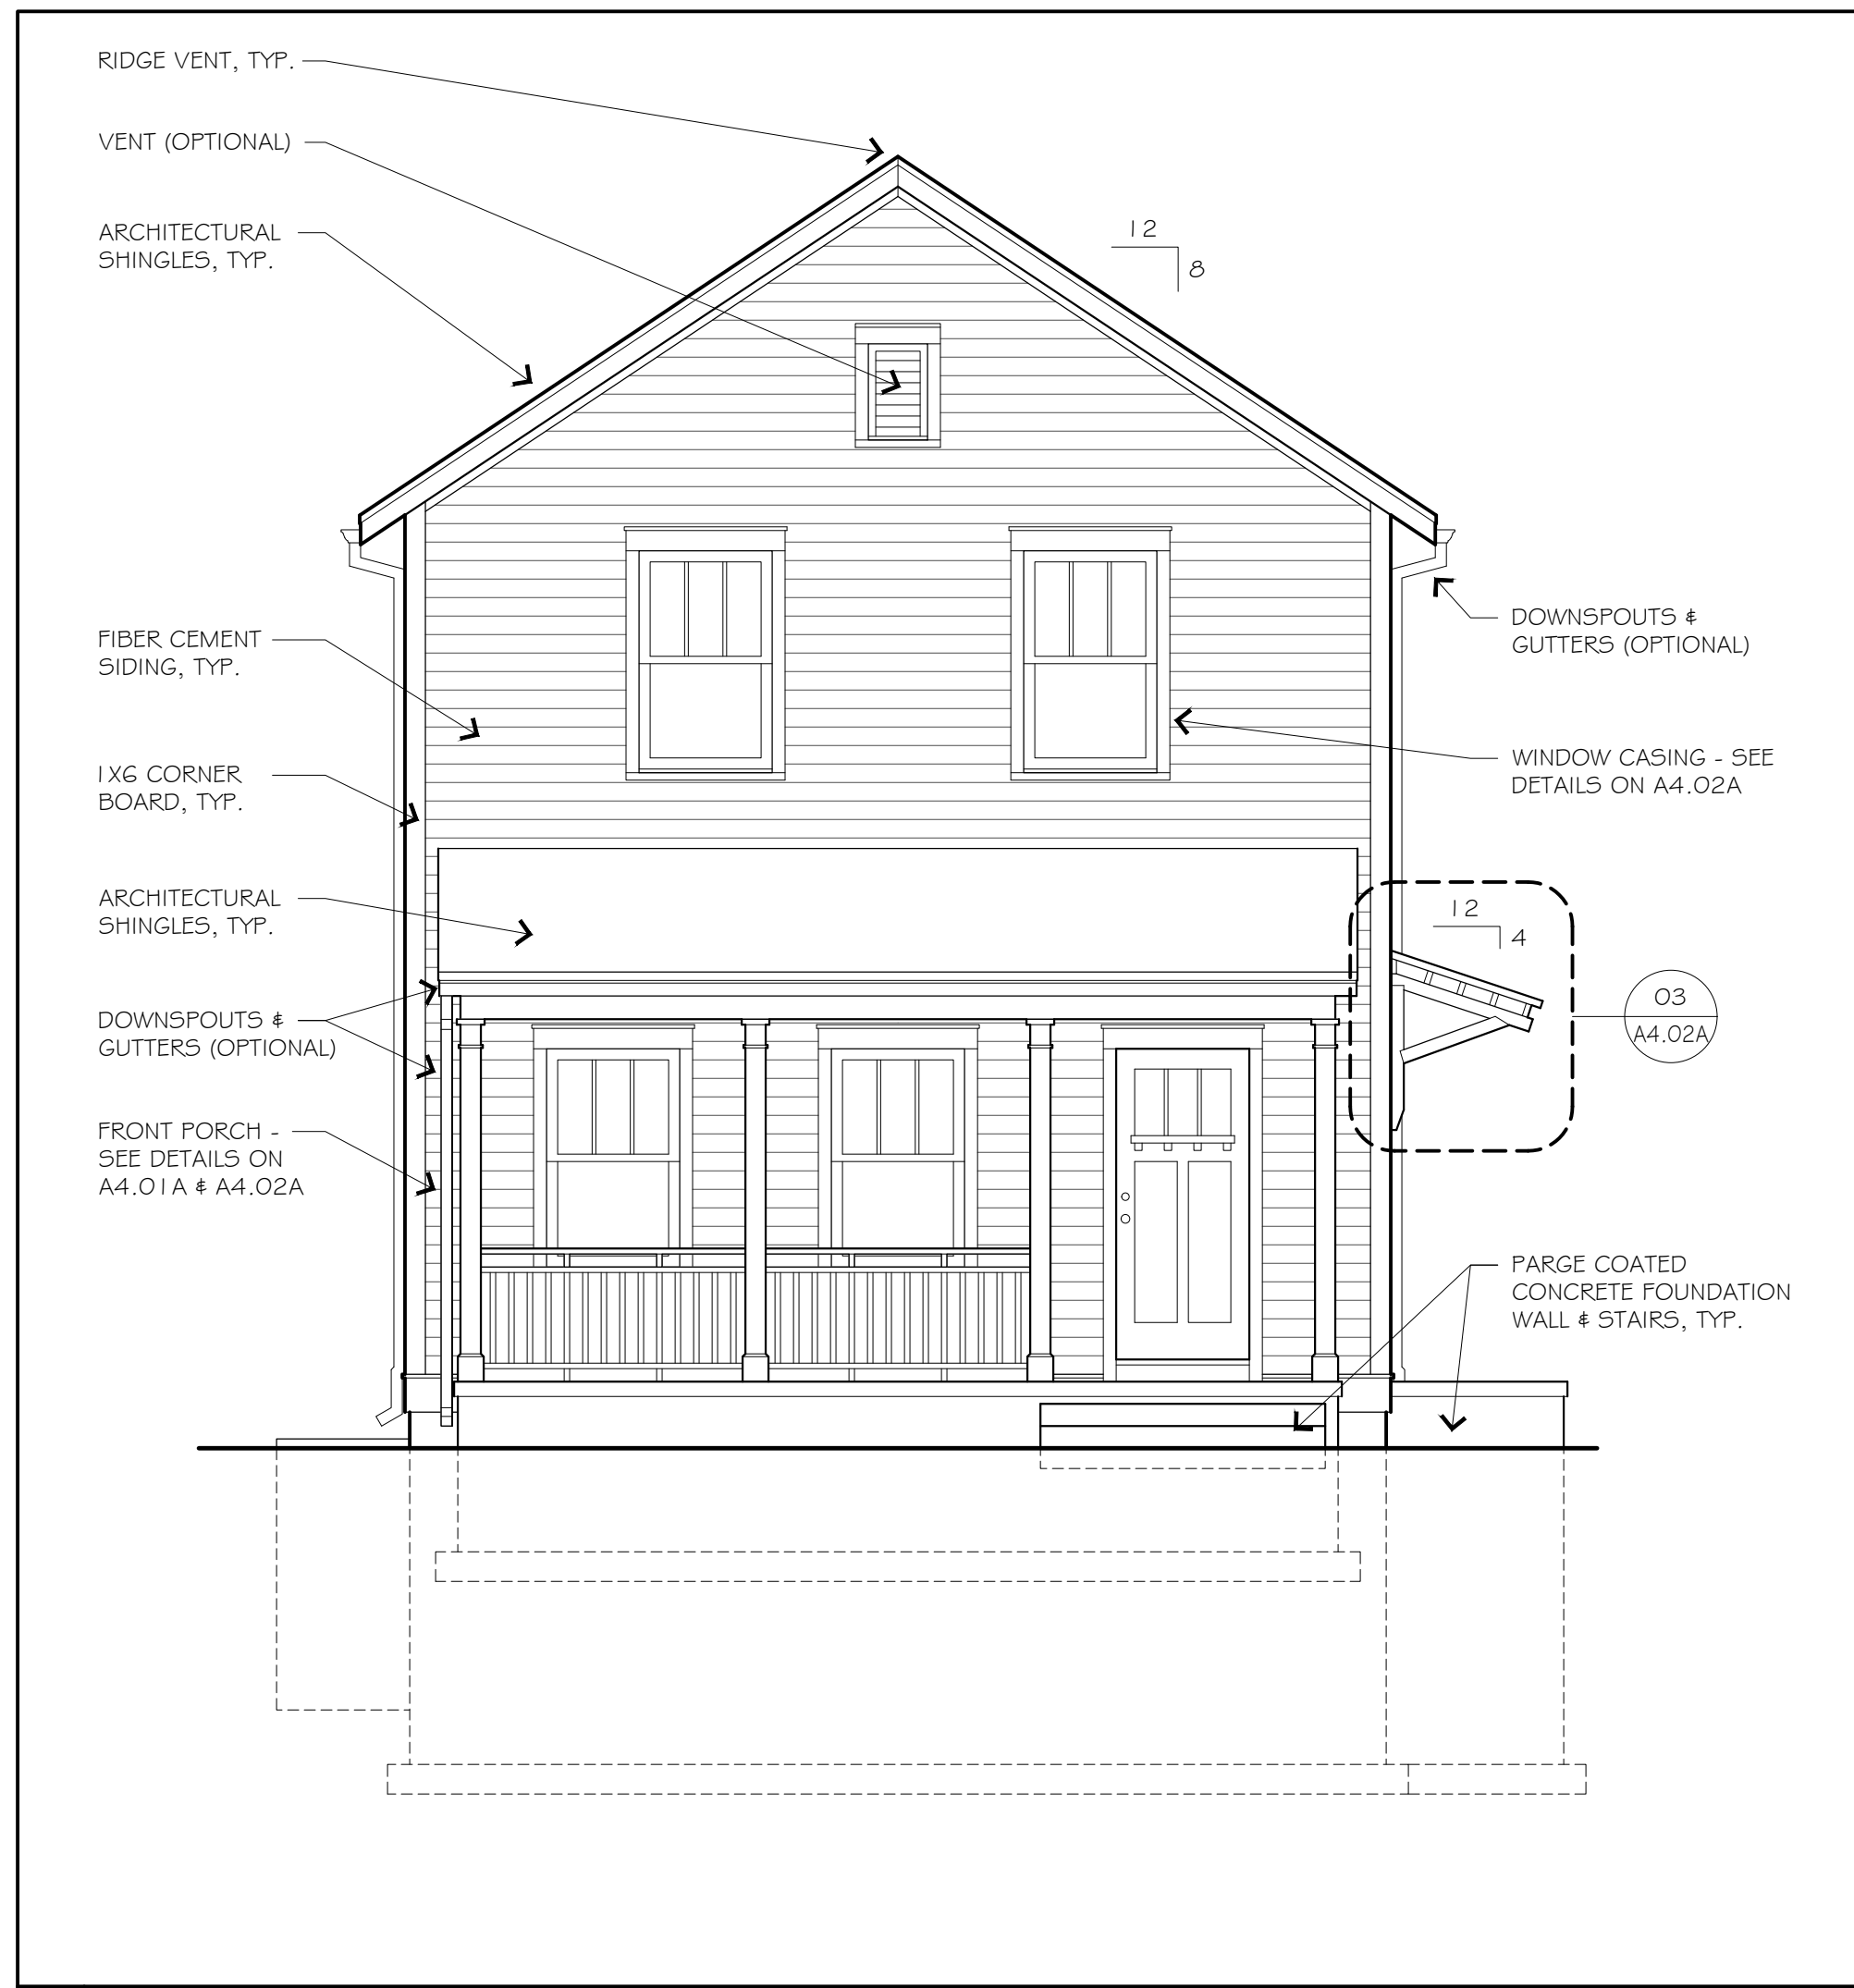 RIDGE VENT, TYP.
VENT (OPTIONAL)
ARCHITECTURAL
SHINGLES, TYP.
12
8
FIBER CEMENT
SIDING, TYP.
DOWNSPOUTS &
GUTTERS (OPTIONAL)
1X6 CORNER
BOARD, TYP.
WINDOW CASING - SEE
DETAILS ON A4.02A
ARCHITECTURAL
SHINGLES, TYP.
12
4
03
A4.02A
DOWNSPOUTS &
GUTTERS (OPTIONAL)
FRONT PORCH -
SEE DETAILS ON
A4.01A & A4.02A
PARGE COATED
CONCRETE FOUNDATION
WALL & STAIRS, TYP.